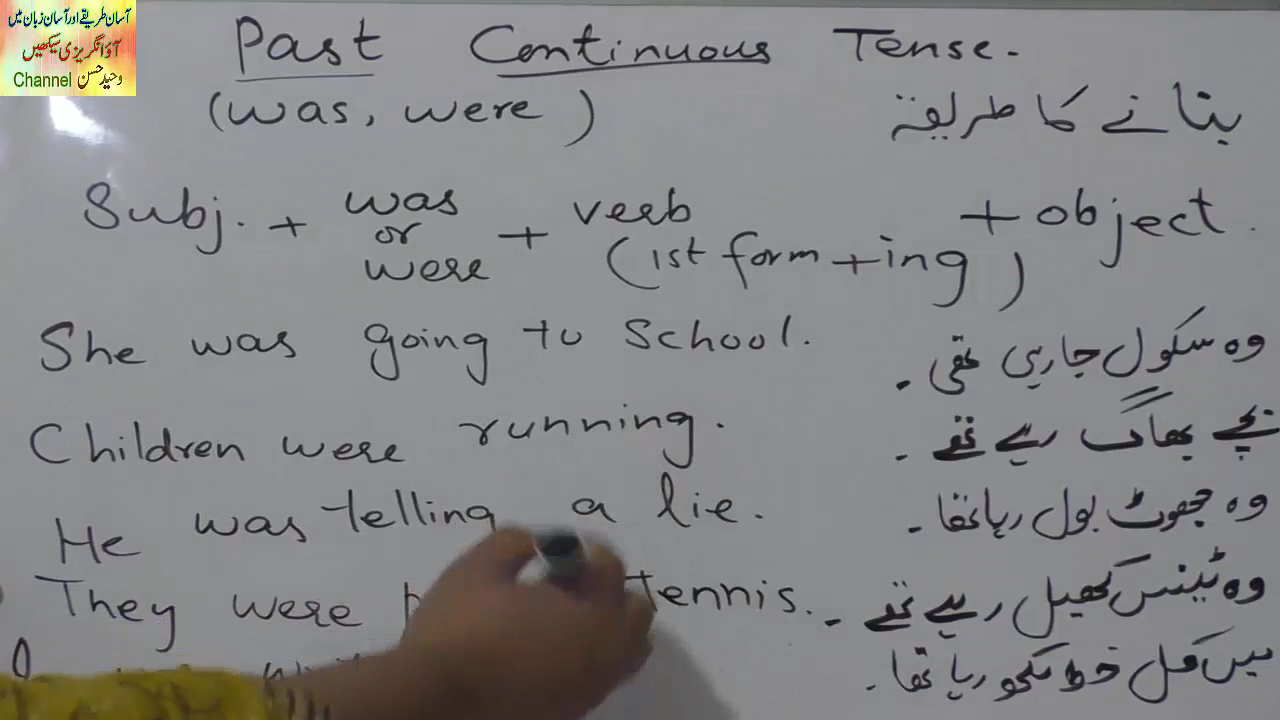 آسان طریقے اور آسان زبان میں
آؤ انگریزی سیکھیں
وحید حسن Channel
Past Continuous Tense.
(was, were) بنانے کا طریقہ
Subj. + was or were + verb (1st form + ing) + object.
She was going to school. وہ سکول جا رہی تھی ۔
Children were running. بچے بھاگ رہے تھے ۔
He was telling a lie. وہ جھوٹ بول رہا تھا ۔
They were tennis. وہ ٹینس کھیل رہے تھے ۔
میں کل خط لکھ رہا تھا ۔